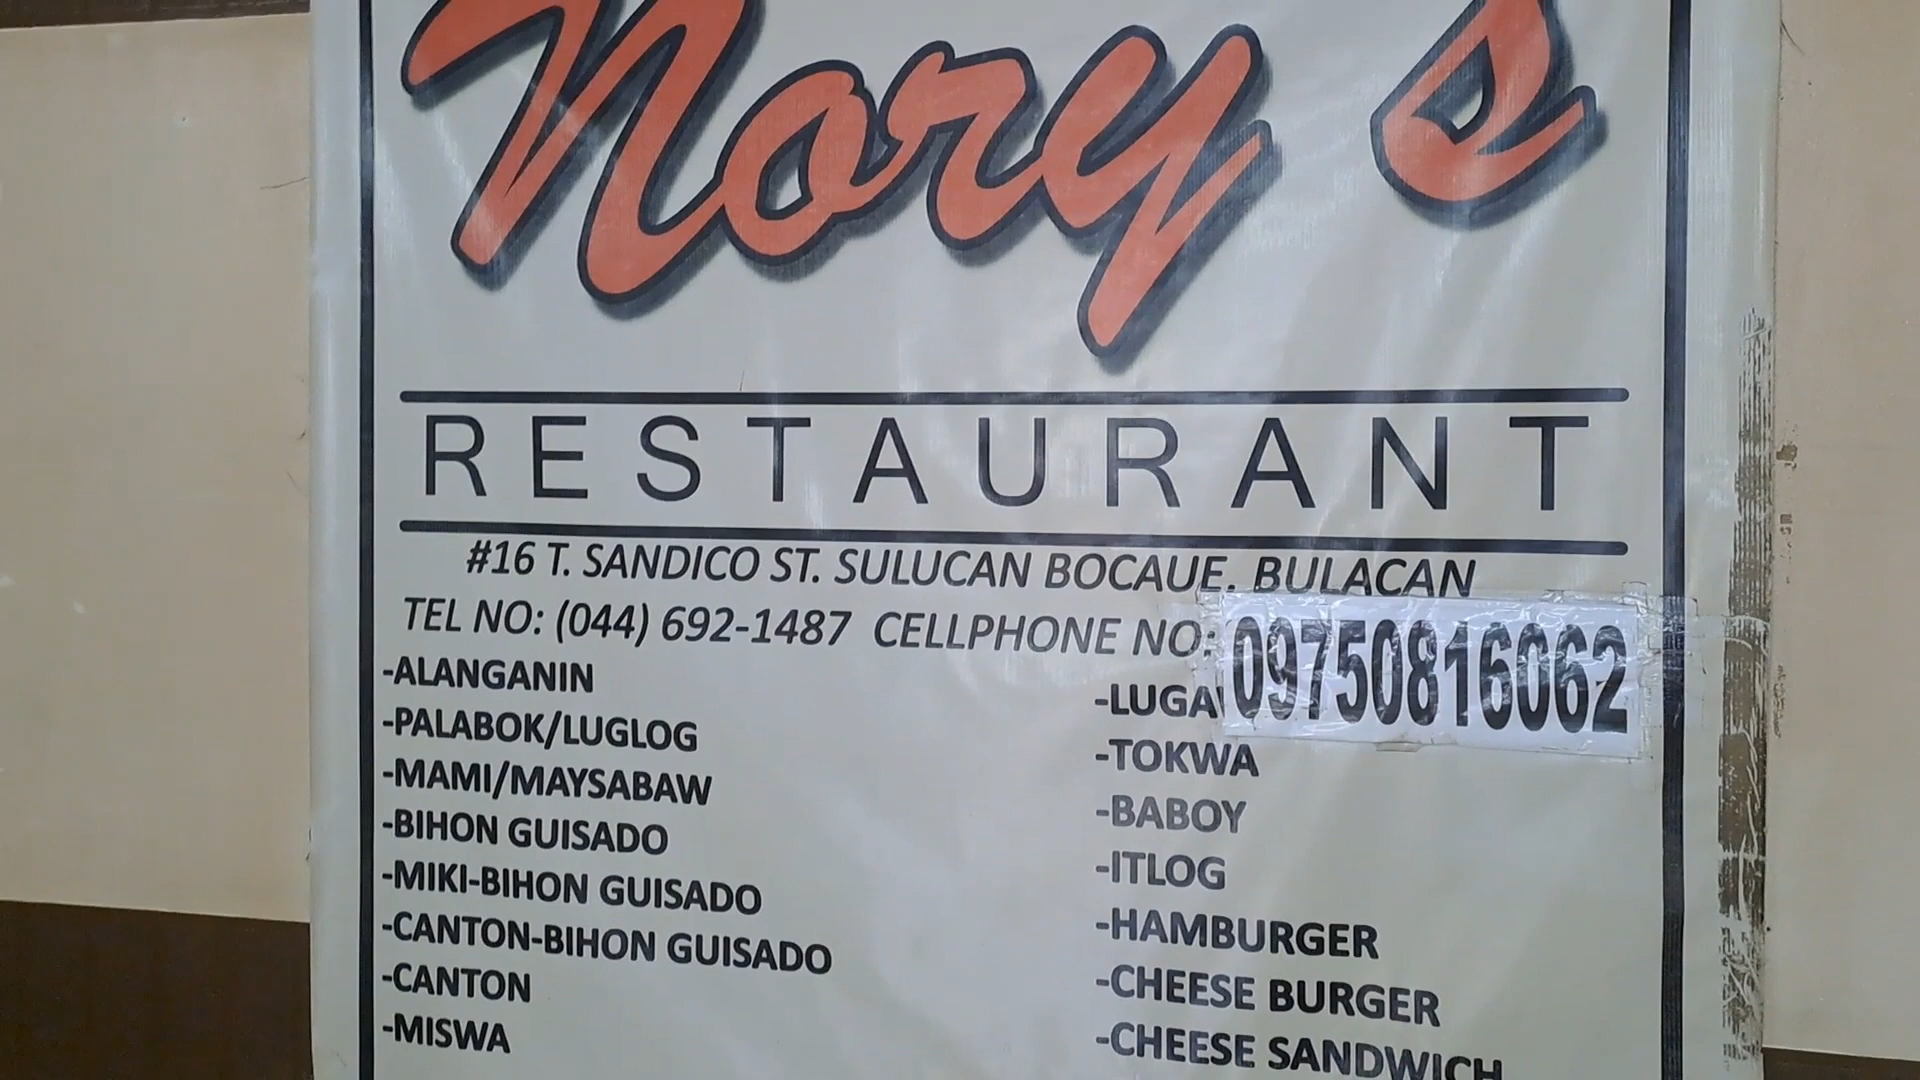 Nory's
RESTAURANT
#16 T. SANDICO ST. SULUCAN BOCAUE, BULACAN
TEL NO: (044) 692-1487 CELLPHONE NO: 09750816062
-ALANGANIN
-PALABOK/LUGLOG
-MAMI/MAYSABAW
-BIHON GUISADO
-MIKI-BIHON GUISADO
-CANTON-BIHON GUISADO
-CANTON
-MISWA
-LUGA
-TOKWA
-BABOY
-ITLOG
-HAMBURGER
-CHEESE BURGER
-CHEESE SANDWICH